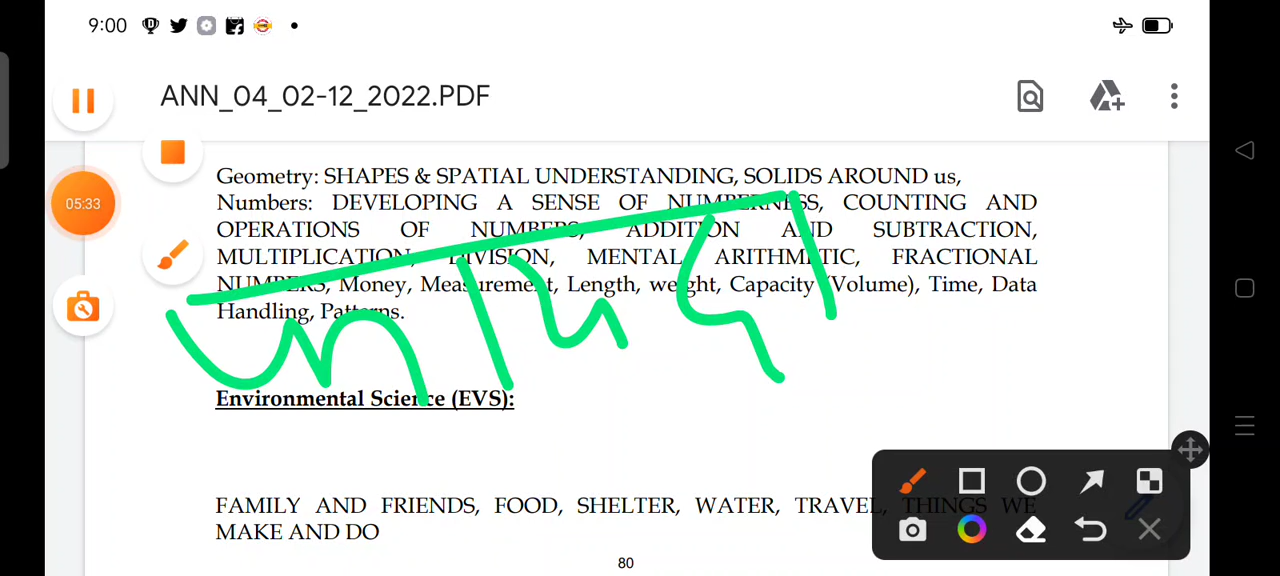 9:00
ANN_04_02-12_2022.PDF
05:33
Geometry: SHAPES & SPATIAL UNDERSTANDING, SOLIDS AROUND us,
Numbers: DEVELOPING A SENSE OF NUMBERNESS, COUNTING AND
OPERATIONS OF NUMBERS, ADDITION AND SUBTRACTION,
MULTIPLICATION, DIVISION, MENTAL ARITHMETIC, FRACTIONAL
NUMBERS, Money, Measurement, Length, weight, Capacity (Volume), Time, Data
Handling, Patterns.
Environmental Science (EVS):
FAMILY AND FRIENDS, FOOD, SHELTER, WATER, TRAVEL, THINGS WE
MAKE AND DO
80